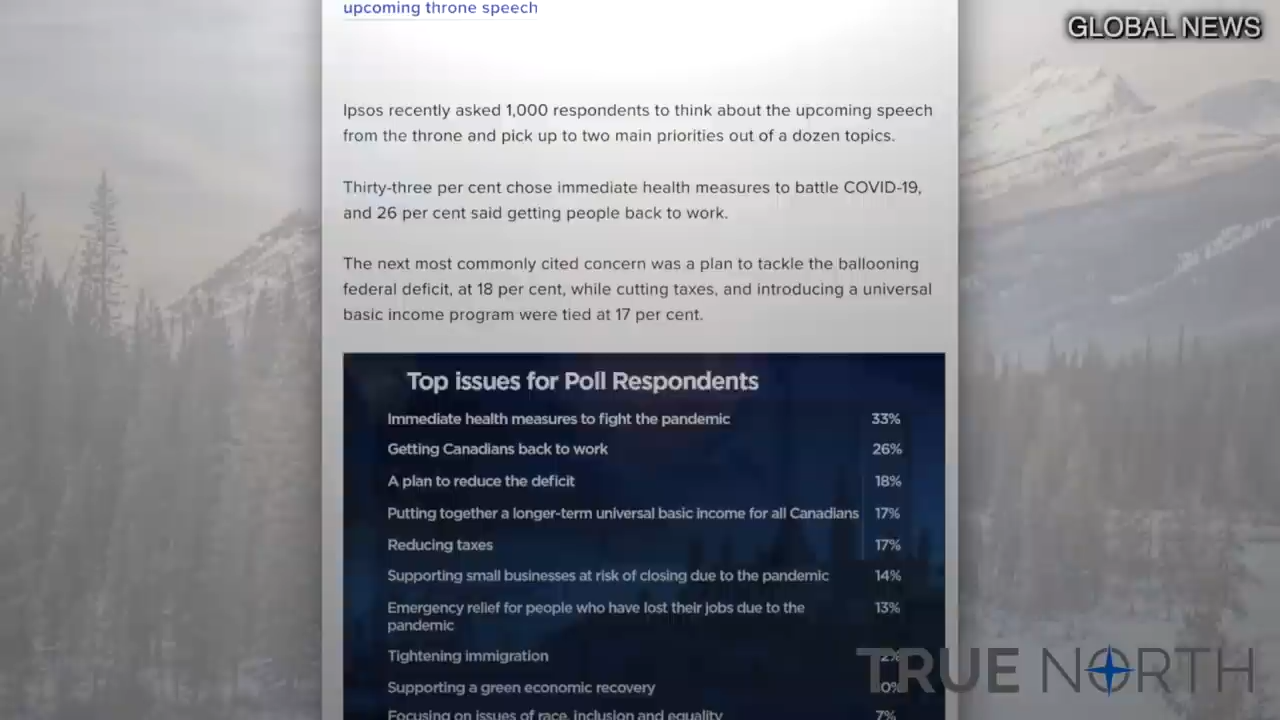 upcoming throne speech
GLOBAL NEWS
Ipsos recently asked 1,000 respondents to think about the upcoming speech
from the throne and pick up to two main priorities out of a dozen topics.
Thirty-three per cent chose immediate health measures to battle COVID-19,
and 26 per cent said getting people back to work.
The next most commonly cited concern was a plan to tackle the ballooning
federal deficit, at 18 per cent, while cutting taxes, and introducing a universal
basic income program were tied at 17 per cent.
Top issues for Poll Respondents
Immediate health measures to fight the pandemic 33%
Getting Canadians back to work 26%
A plan to reduce the deficit 18%
Putting together a longer-term universal basic income for all Canadians 17%
Reducing taxes 17%
Supporting small businesses at risk of closing due to the pandemic 14%
Emergency relief for people who have lost their jobs due to the 13%
pandemic
Tightening immigration
Supporting a green economic recovery
Focusing on issues of race, inclusion and equality 7%
TRUE NORTH